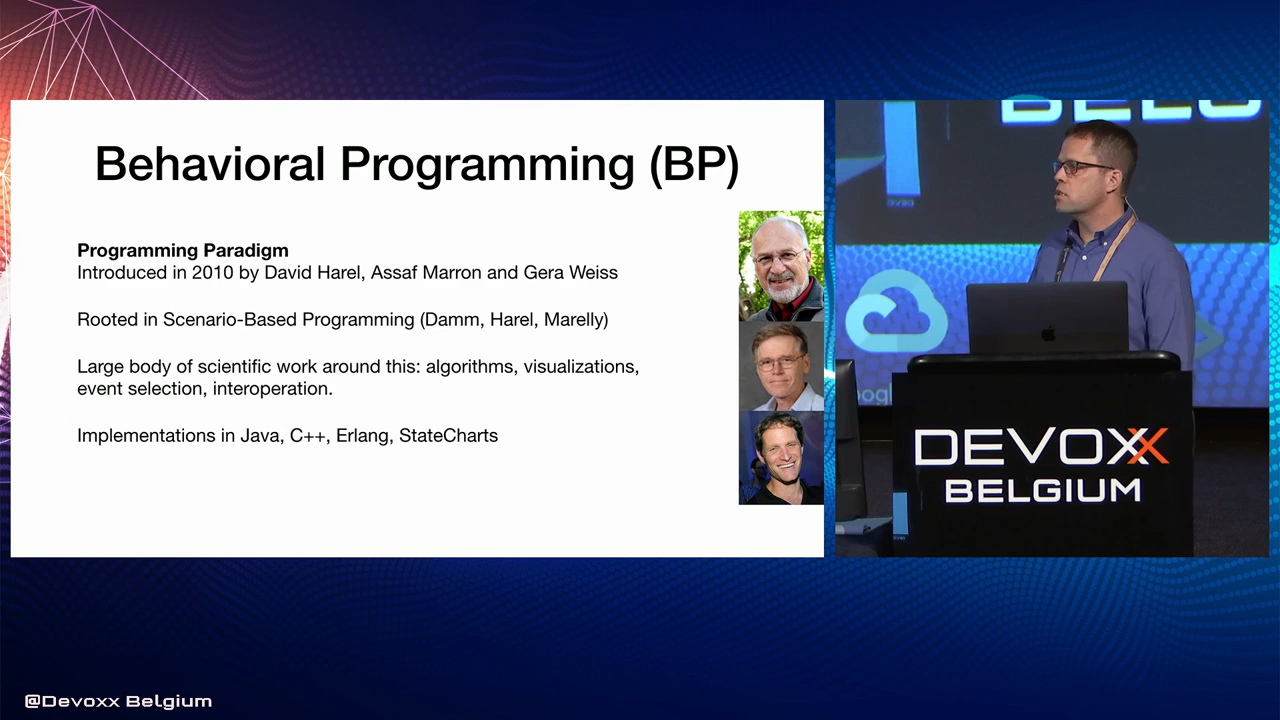 Behavioral Programming (BP)
Programming Paradigm
Introduced in 2010 by David Harel, Assaf Marron and Gera Weiss
Rooted in Scenario-Based Programming (Damm, Harel, Marelly)
Large body of scientific work around this: algorithms, visualizations,
event selection, interoperation.
Implementations in Java, C++, Erlang, StateCharts
DEVOXX
BELGIUM
@Devoxx Belgium